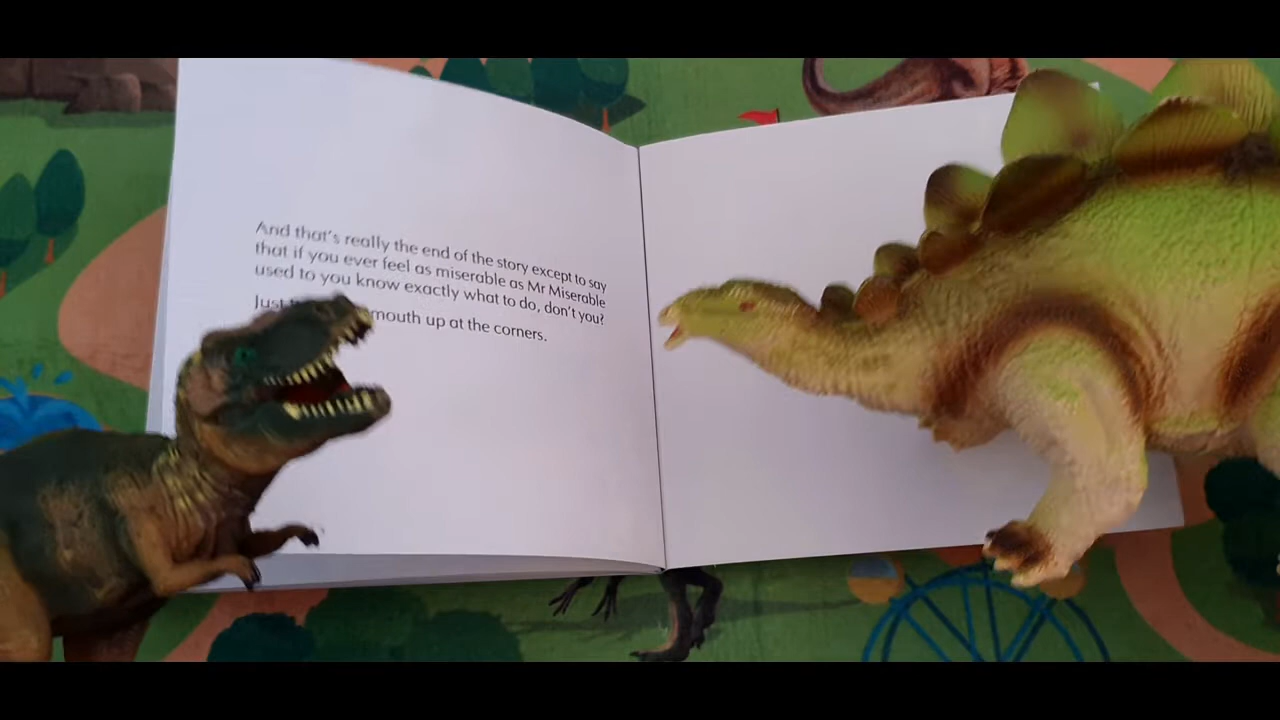 And that's really the end of the story except to say
that if you ever feel as miserable as Mr Miserable
used to you know exactly what to do, don't you?
Just mouth up at the corners.